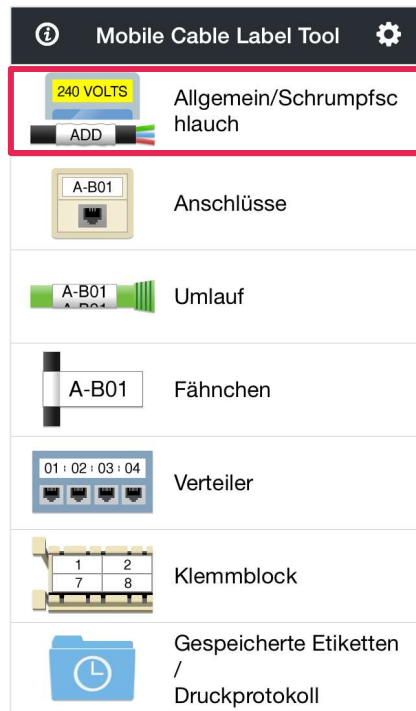 Mobile Cable Label Tool
240 VOLTS
ADD
Allgemein/Schrumpfsc
hlauch
A-B01
Anschlüsse
A-B01
A-B01
Umlauf
A-B01
Fähnchen
01 : 02 : 03 : 04
Verteiler
1 2
7 8
Klemmblock
Gespeicherte Etiketten
/
Druckprotokoll